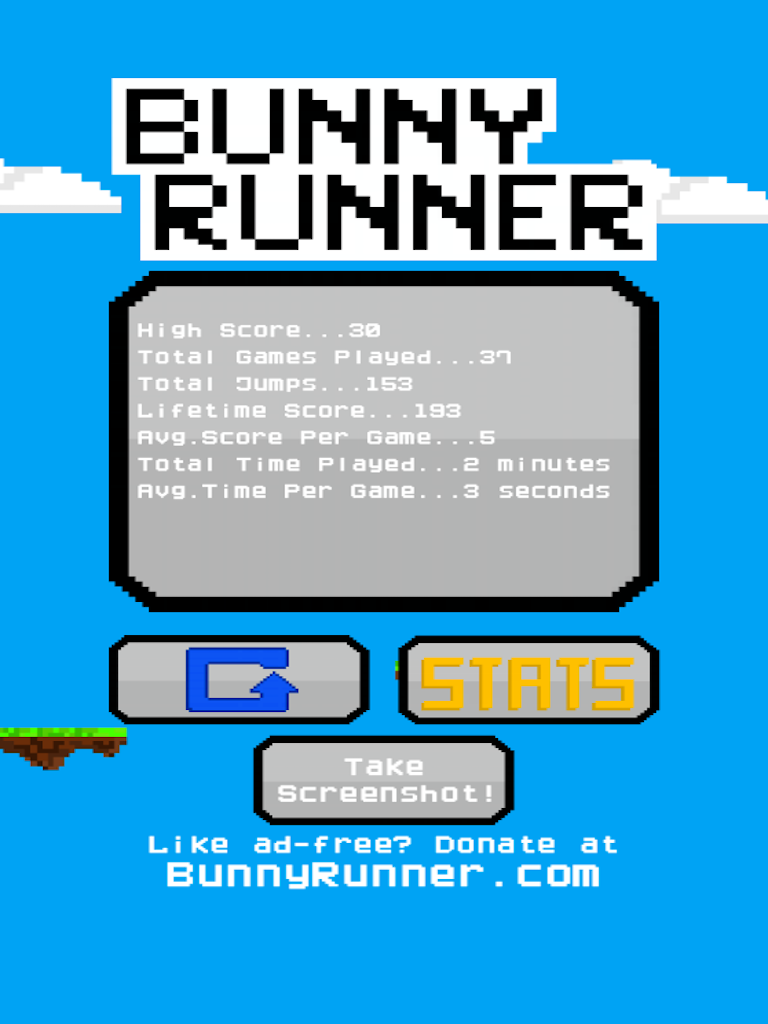 BUNNY
RUNNER
High Score...30
Total Games Played...37
Total Jumps...153
Lifetime Score...193
Avg.Score Per Game...5
Total Time Played...2 minutes
Avg.Time Per Game...3 seconds
STATS
Take
Screenshot!
Like ad-free? Donate at
BunnyRunner.com